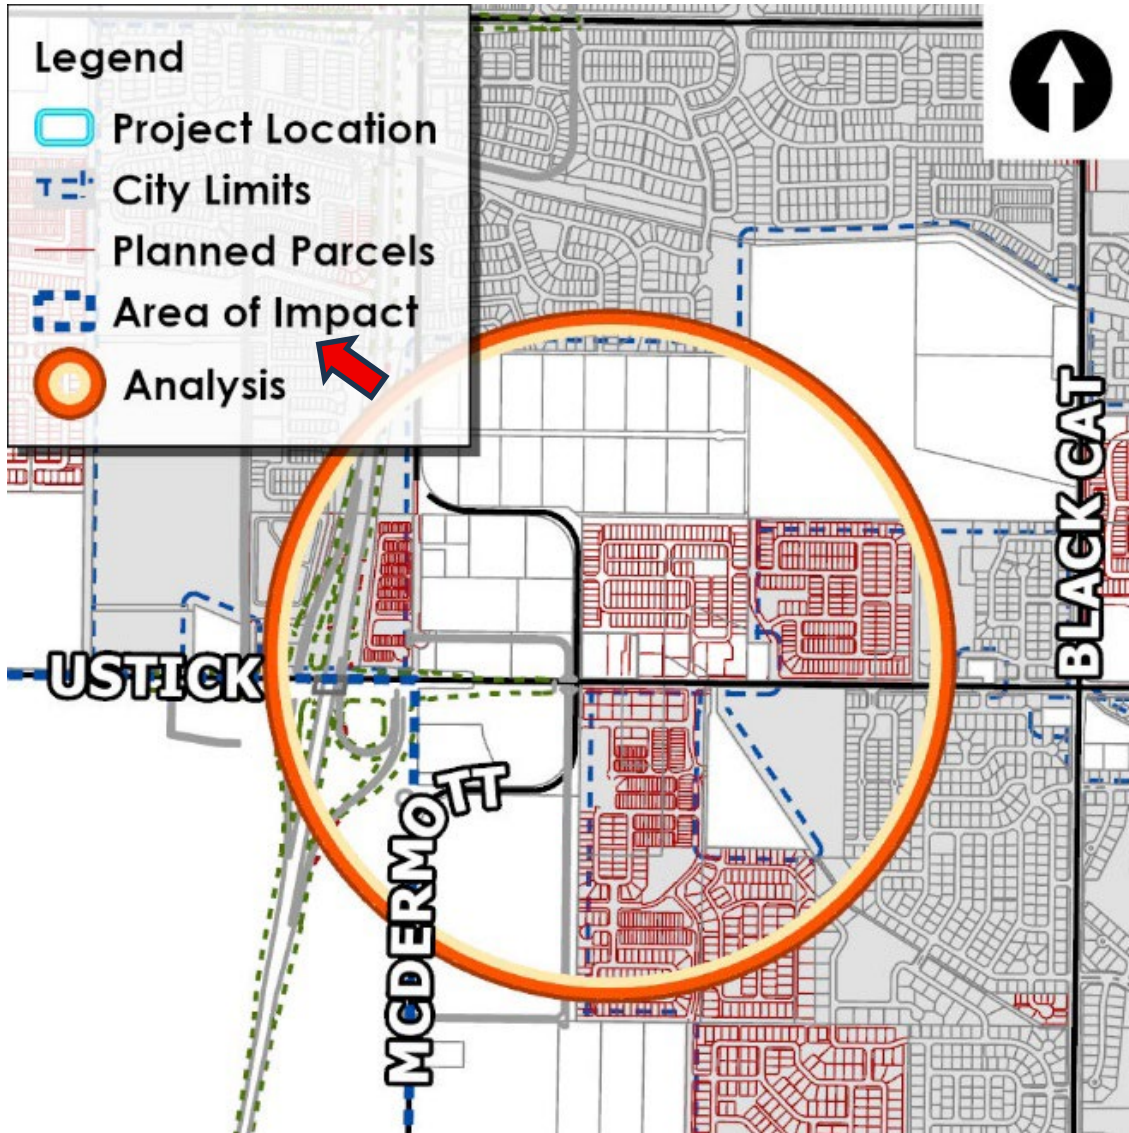 Legend
Project Location
City Limits
Planned Parcels
Area of Impact
Analysis
BLACK CAT
USTICK
MCDERMOTT